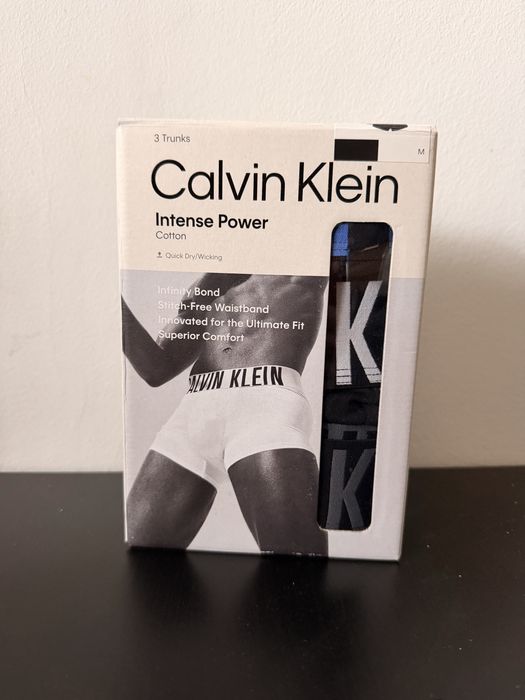 3 Trunks
M
Calvin Klein
Intense Power
Cotton
Quick Dry/Wicking
Infinity Bond
Stitch-Free Waistband
Innovated for the Ultimate Fit
Superior Comfort
CALVIN KLEIN
K
K